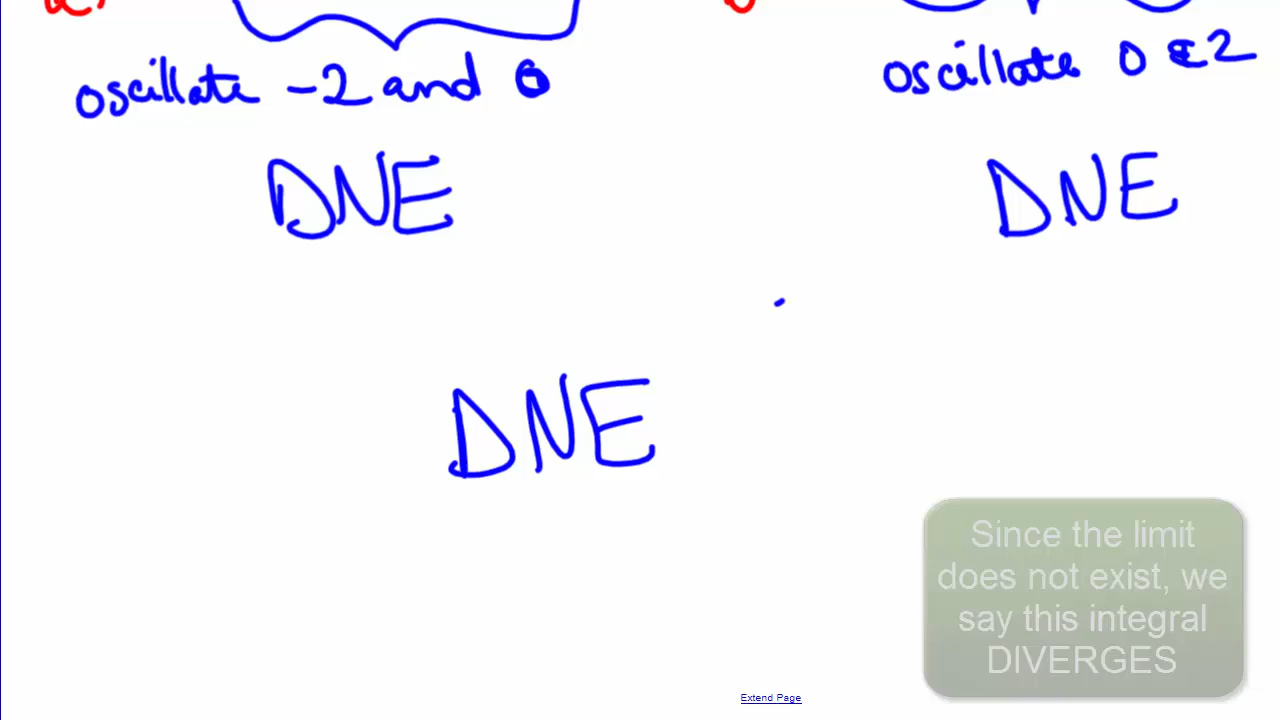 oscillate -2 and 0
oscillate 0 & 2
DNE
DNE
DNE
Since the limit
does not exist, we
say this integral
DIVERGES
Extend Page